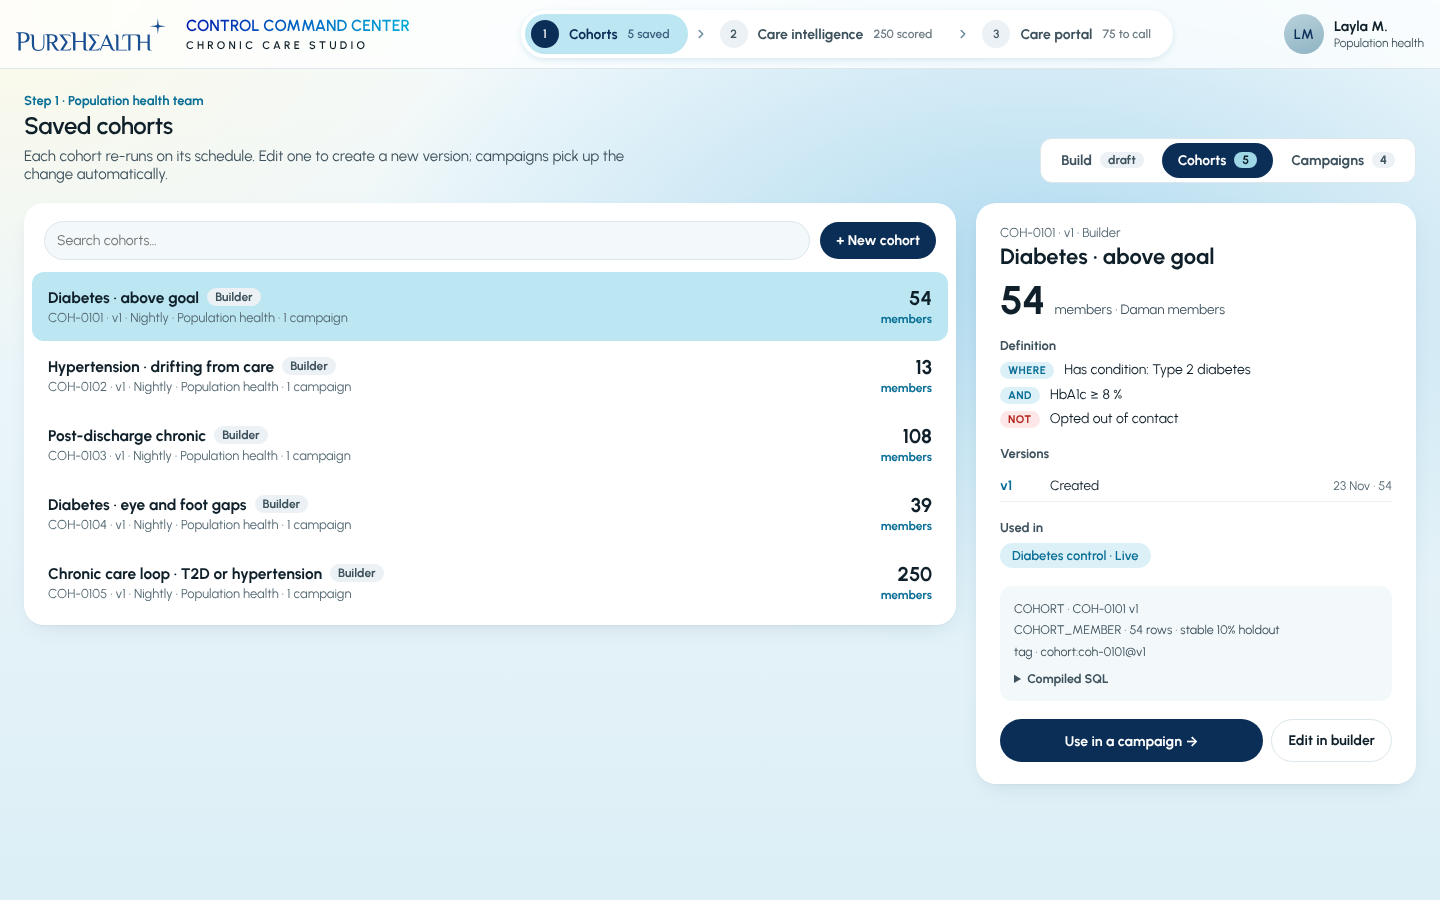 PUREHEALTH
CONTROL COMMAND CENTER
CHRONIC CARE STUDIO
1 Cohorts 5 saved
2 Care intelligence 250 scored
3 Care portal 75 to call
LM
Layla M.
Population health
Step 1 · Population health team
Saved cohorts
Each cohort re-runs on its schedule. Edit one to create a new version; campaigns pick up the
change automatically.
Build draft Cohorts 5 Campaigns 4
Search cohorts...
+ New cohort
Diabetes · above goal Builder
COH-0101 · v1 · Nightly · Population health · 1 campaign
54
members
Hypertension · drifting from care Builder
COH-0102 · v1 · Nightly · Population health · 1 campaign
13
members
Post-discharge chronic Builder
COH-0103 · v1 · Nightly · Population health · 1 campaign
108
members
Diabetes · eye and foot gaps Builder
COH-0104 · v1 · Nightly · Population health · 1 campaign
39
members
Chronic care loop · T2D or hypertension Builder
COH-0105 · v1 · Nightly · Population health · 1 campaign
250
members
COH-0101 · v1 · Builder
Diabetes · above goal
54 members · Daman members
Definition
WHERE Has condition: Type 2 diabetes
AND HbA1c ≥ 8 %
NOT Opted out of contact
Versions
v1 Created 23 Nov · 54
Used in
Diabetes control · Live
COHORT · COH-0101 v1
COHORT_MEMBER · 54 rows · stable 10% holdout
tag · cohort:coh-0101@v1
▶ Compiled SQL
Use in a campaign →
Edit in builder